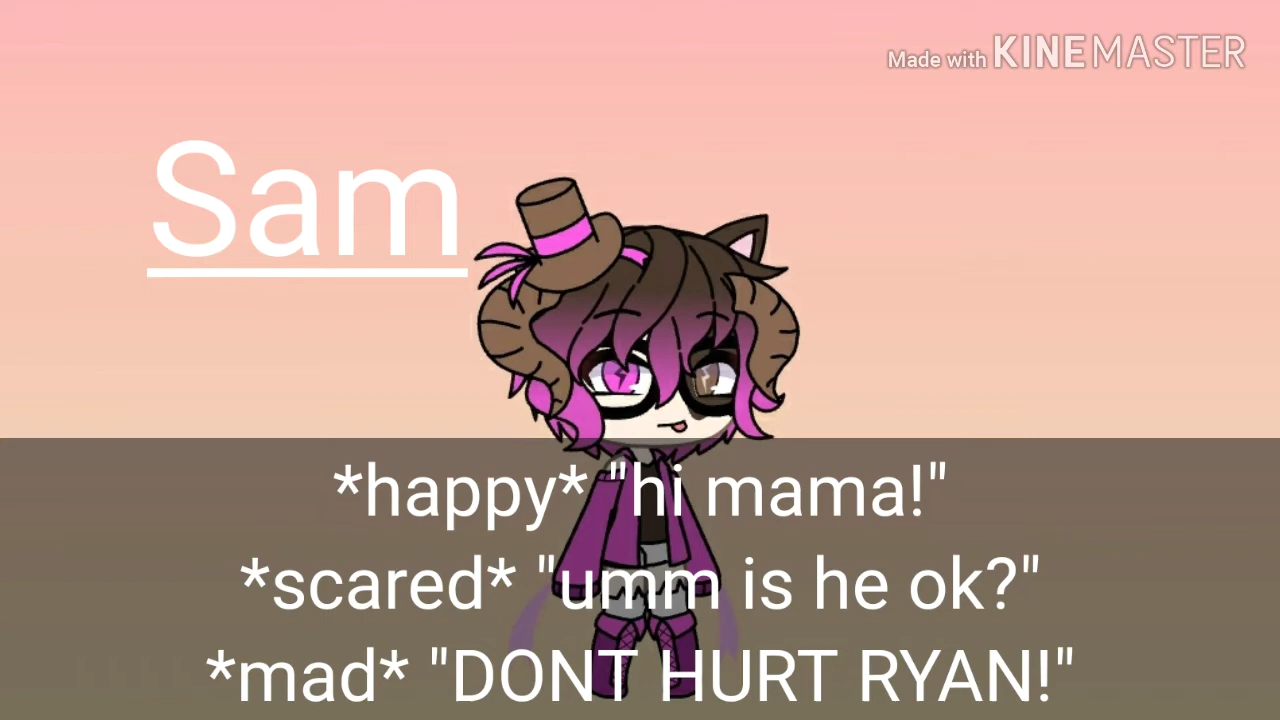 Made with KINEMASTER
Sam
*happy* "hi mama!"
*scared* "umm is he ok?"
*mad* "DONT HURT RYAN!"